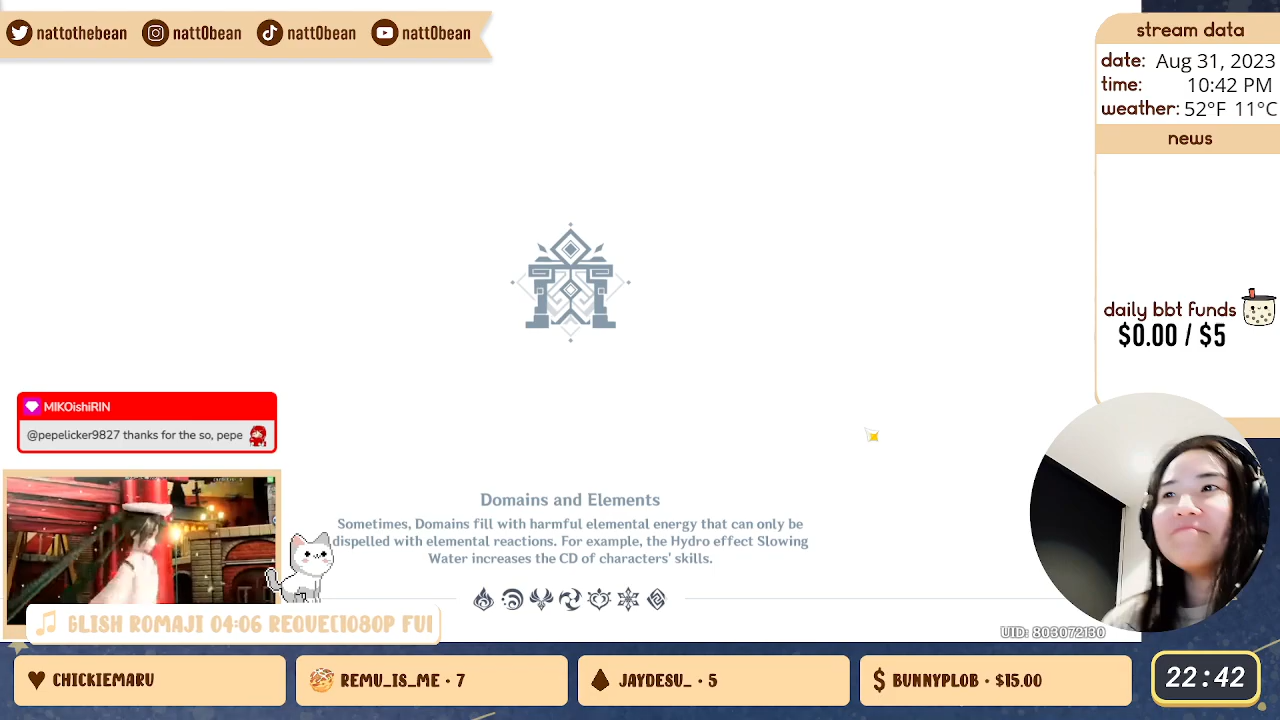 nattothebean natt0bean natt0bean natt0bean
stream data
date: Aug 31, 2023
time: 10:42 PM
weather: 52°F 11°C
news
daily bbt funds
$0.00 / $5
MIKOishiRIN
@pepelicker9827 thanks for the so, pepe
Domains and Elements
Sometimes, Domains fill with harmful elemental energy that can only be
dispelled with elemental reactions. For example, the Hydro effect Slowing
Water increases the CD of characters' skills.
GLISH ROMAJI 04:06 REQUEC1080P FUI
UID: 803072130
CHICKIEMARU
REMU_IS_ME • 7
JAYDESU_ • 5
$ BUNNYPLOB • $15.00
22:42